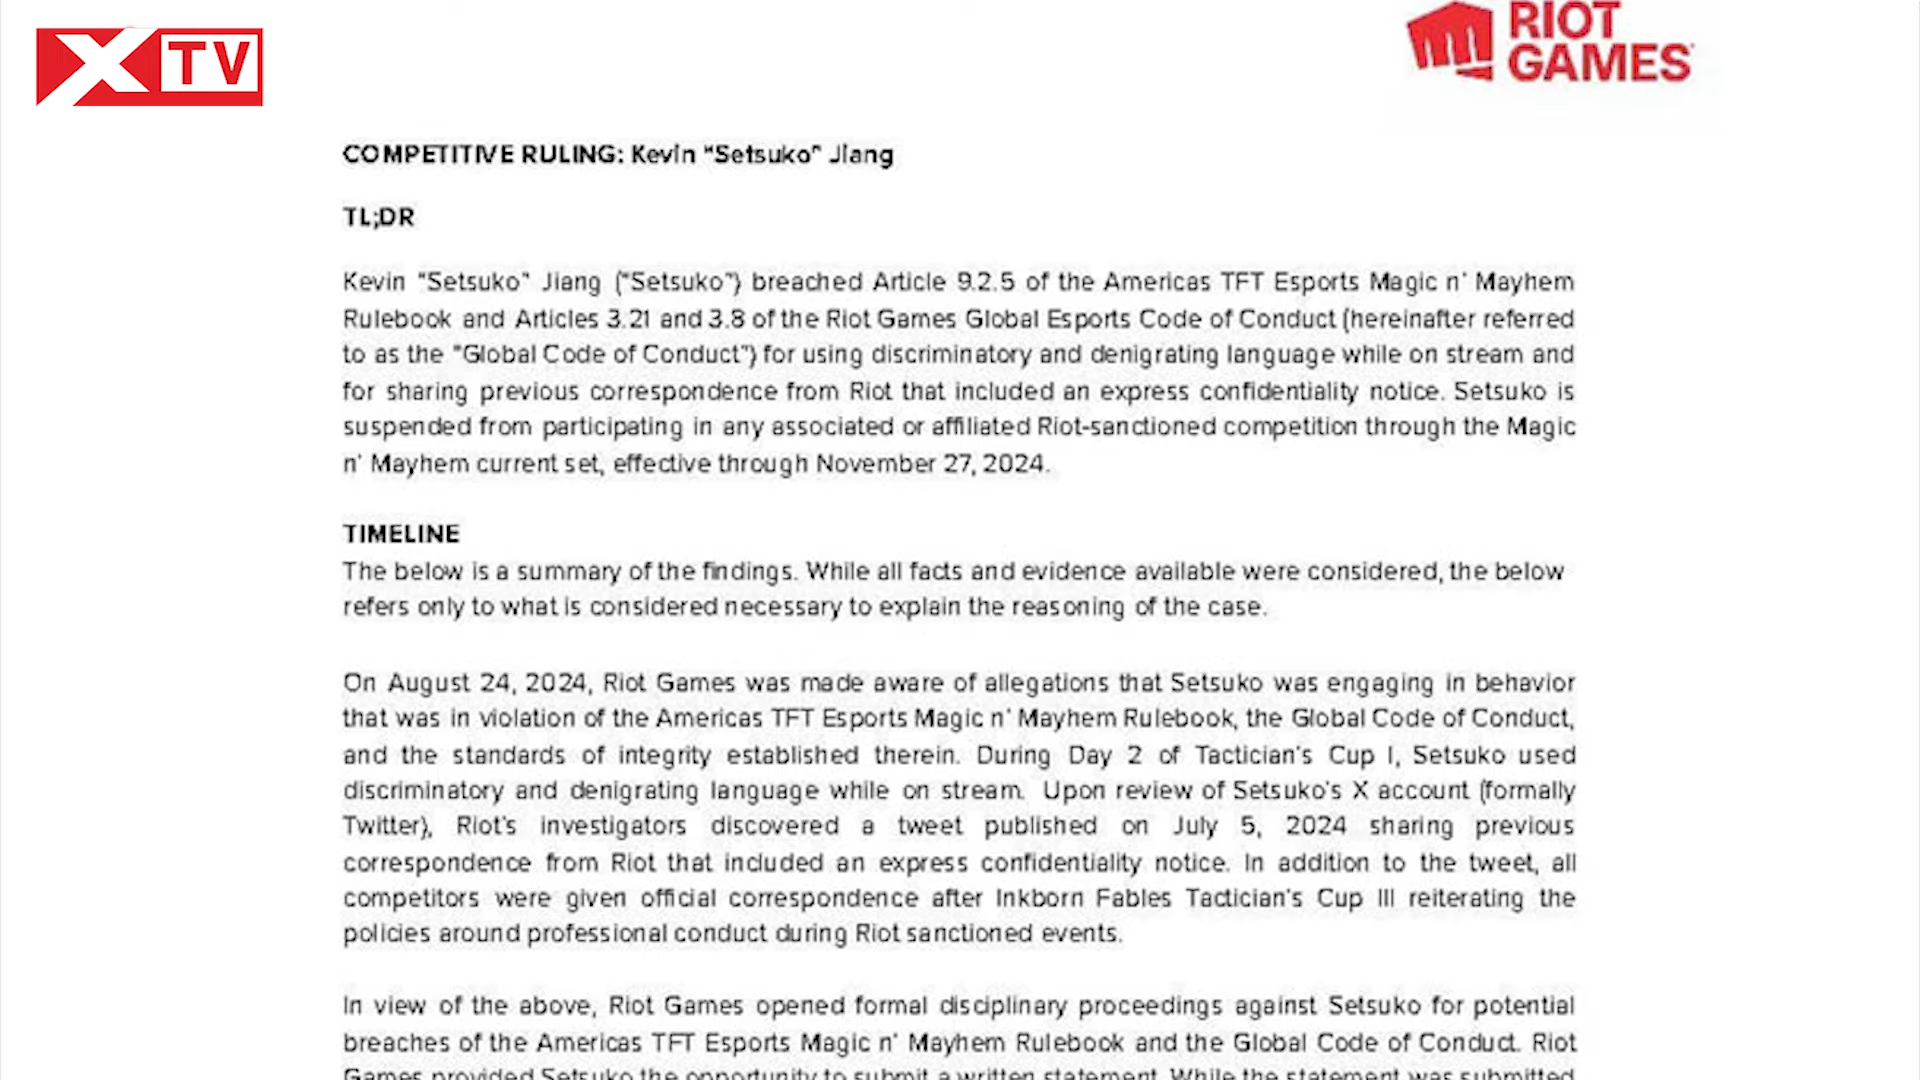 XTV
RIOT
GAMES
COMPETITIVE RULING: Kevin "Setsuko" Jiang
TL;DR
Kevin "Setsuko" Jiang ("Setsuko") breached Article 9.2.5 of the Americas TFT Esports Magic n' Mayhem
Rulebook and Articles 3.21 and 3.8 of the Riot Games Global Esports Code of Conduct (hereinafter referred
to as the "Global Code of Conduct") for using discriminatory and denigrating language while on stream and
for sharing previous correspondence from Riot that included an express confidentiality notice. Setsuko is
suspended from participating in any associated or affiliated Riot-sanctioned competition through the Magic
n' Mayhem current set, effective through November 27, 2024.
TIMELINE
The below is a summary of the findings. While all facts and evidence available were considered, the below
refers only to what is considered necessary to explain the reasoning of the case.
On August 24, 2024, Riot Games was made aware of allegations that Setsuko was engaging in behavior
that was in violation of the Americas TFT Esports Magic n' Mayhem Rulebook, the Global Code of Conduct,
and the standards of integrity established therein. During Day 2 of Tactician's Cup I, Setsuko used
discriminatory and denigrating language while on stream. Upon review of Setsuko's X account (formally
Twitter), Riot's investigators discovered a tweet published on July 5, 2024 sharing previous
correspondence from Riot that included an express confidentiality notice. In addition to the tweet, all
competitors were given official correspondence after Inkborn Fables Tactician's Cup III reiterating the
policies around professional conduct during Riot sanctioned events.
In view of the above, Riot Games opened formal disciplinary proceedings against Setsuko for potential
breaches of the Americas TFT Esports Magic n' Mayhem Rulebook and the Global Code of Conduct. Riot
Games provided Setsuko the opportunity to submit a written statement. While the statement was submitted